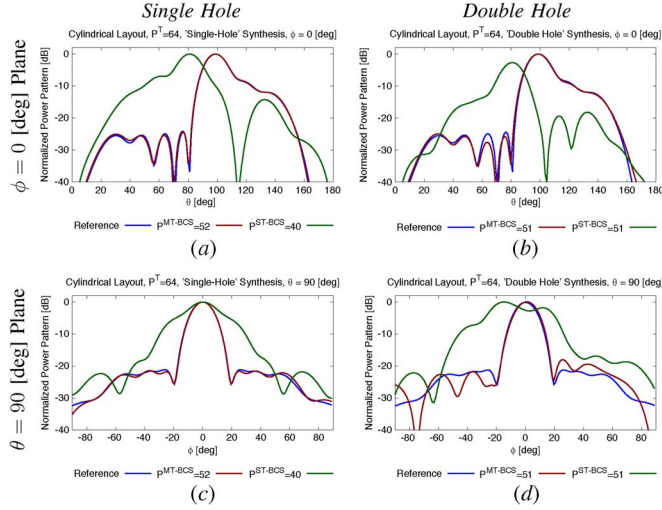 Single Hole
Double Hole
ϕ = 0 [deg] Plane
Cylindrical Layout, P^T=64, 'Single-Hole' Synthesis, ϕ = 0 [deg]
Normalized Power Pattern [dB]
0
-10
-20
-30
-40
0 20 40 60 80 100 120 140 160 180
θ [deg]
Reference P^MT-BCS=52 P^ST-BCS=40
(a)
Cylindrical Layout, P^T=64, 'Double Hole' Synthesis, ϕ = 0 [deg]
Normalized Power Pattern [dB]
0
-10
-20
-30
-40
0 20 40 60 80 100 120 140 160 180
θ [deg]
Reference P^MT-BCS=51 P^ST-BCS=51
(b)
θ = 90 [deg] Plane
Cylindrical Layout, P^T=64, 'Single-Hole' Synthesis, θ = 90 [deg]
Normalized Power Pattern [dB]
0
-10
-20
-30
-40
-80 -60 -40 -20 0 20 40 60 80
ϕ [deg]
Reference P^MT-BCS=52 P^ST-BCS=40
(c)
Cylindrical Layout, P^T=64, 'Double Hole' Synthesis, θ = 90 [deg]
Normalized Power Pattern [dB]
0
-10
-20
-30
-40
-80 -60 -40 -20 0 20 40 60 80
ϕ [deg]
Reference P^MT-BCS=51 P^ST-BCS=51
(d)